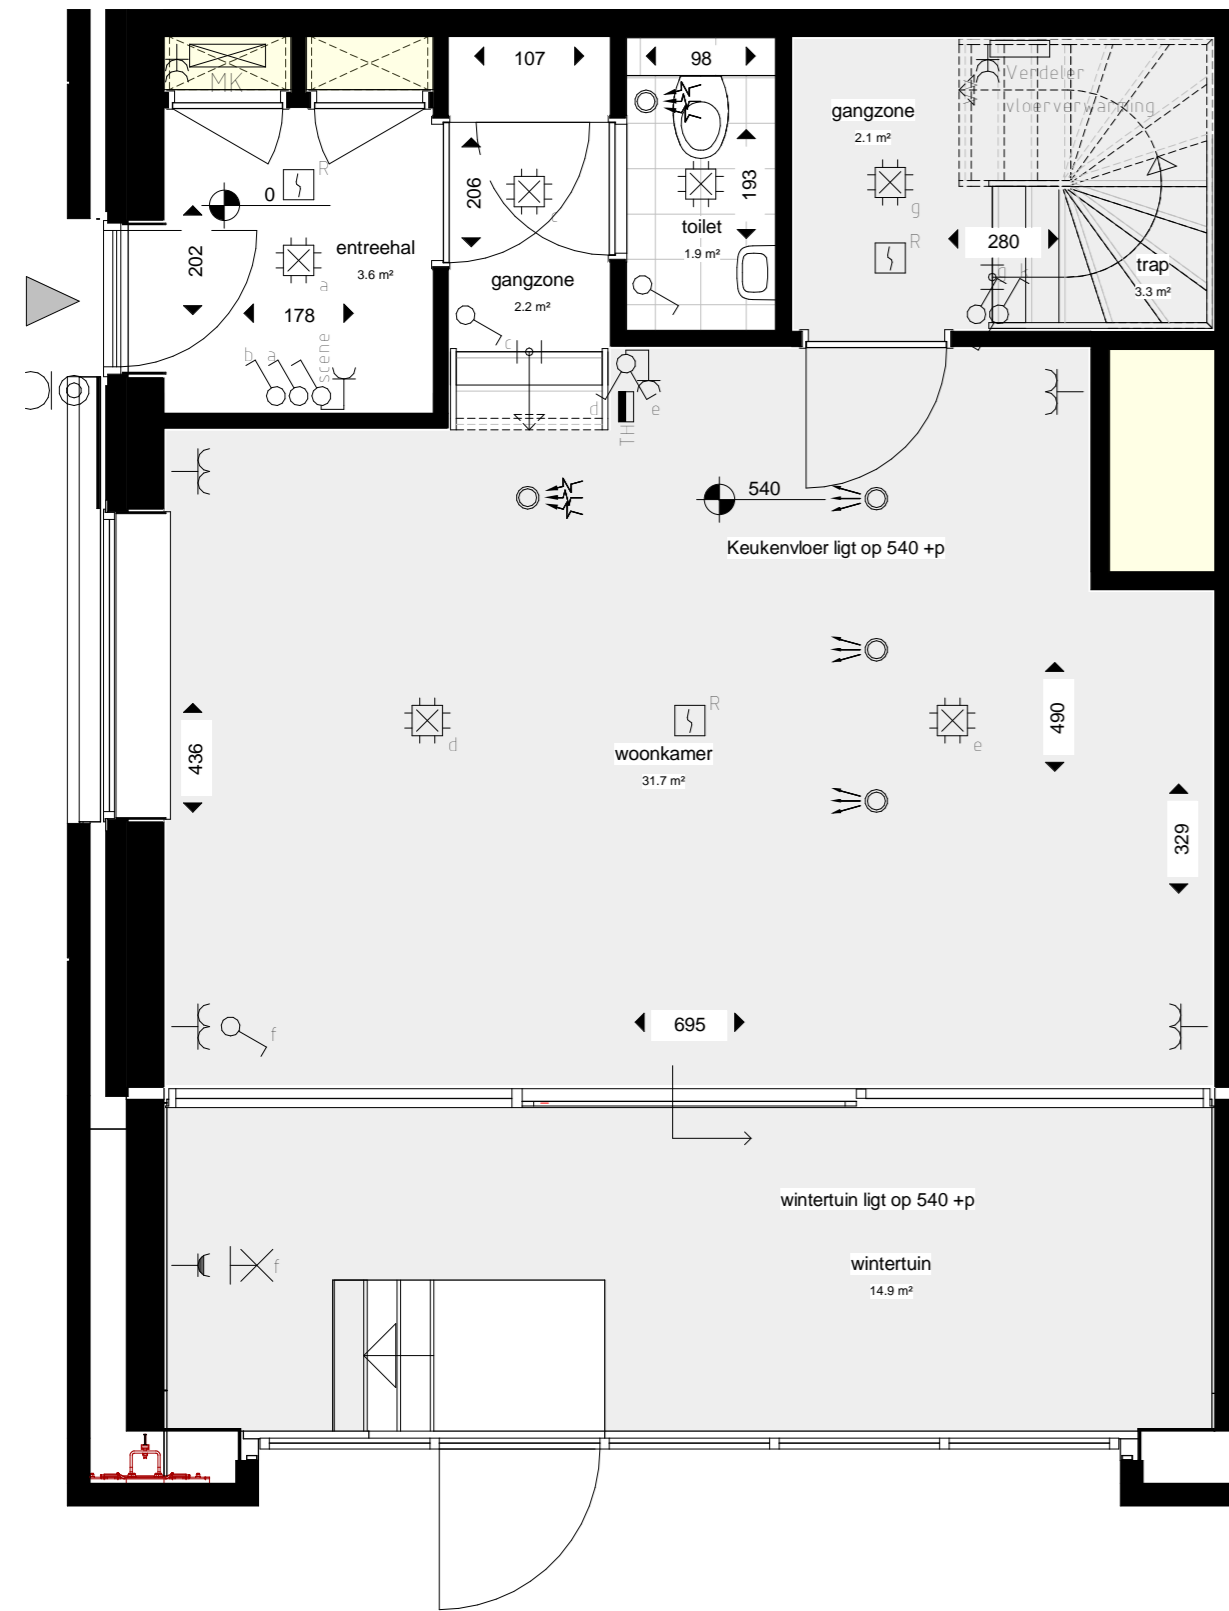 107
98
MK
Verdeler
vloerverwarming
gangzone
2.1 m²
R
0
206
193
c
g
toilet
1.9 m²
202
entreehal
3.6 m²
a
gangzone
2.2 m²
R
280
trap
3.3 m²
g k
178
b a scene
c
d
e
TH
540
Keukenvloer ligt op 540 +p
436
d
R
woonkamer
31.7 m²
e
490
329
f
695
wintertuin ligt op 540 +p
wintertuin
14.9 m²
f